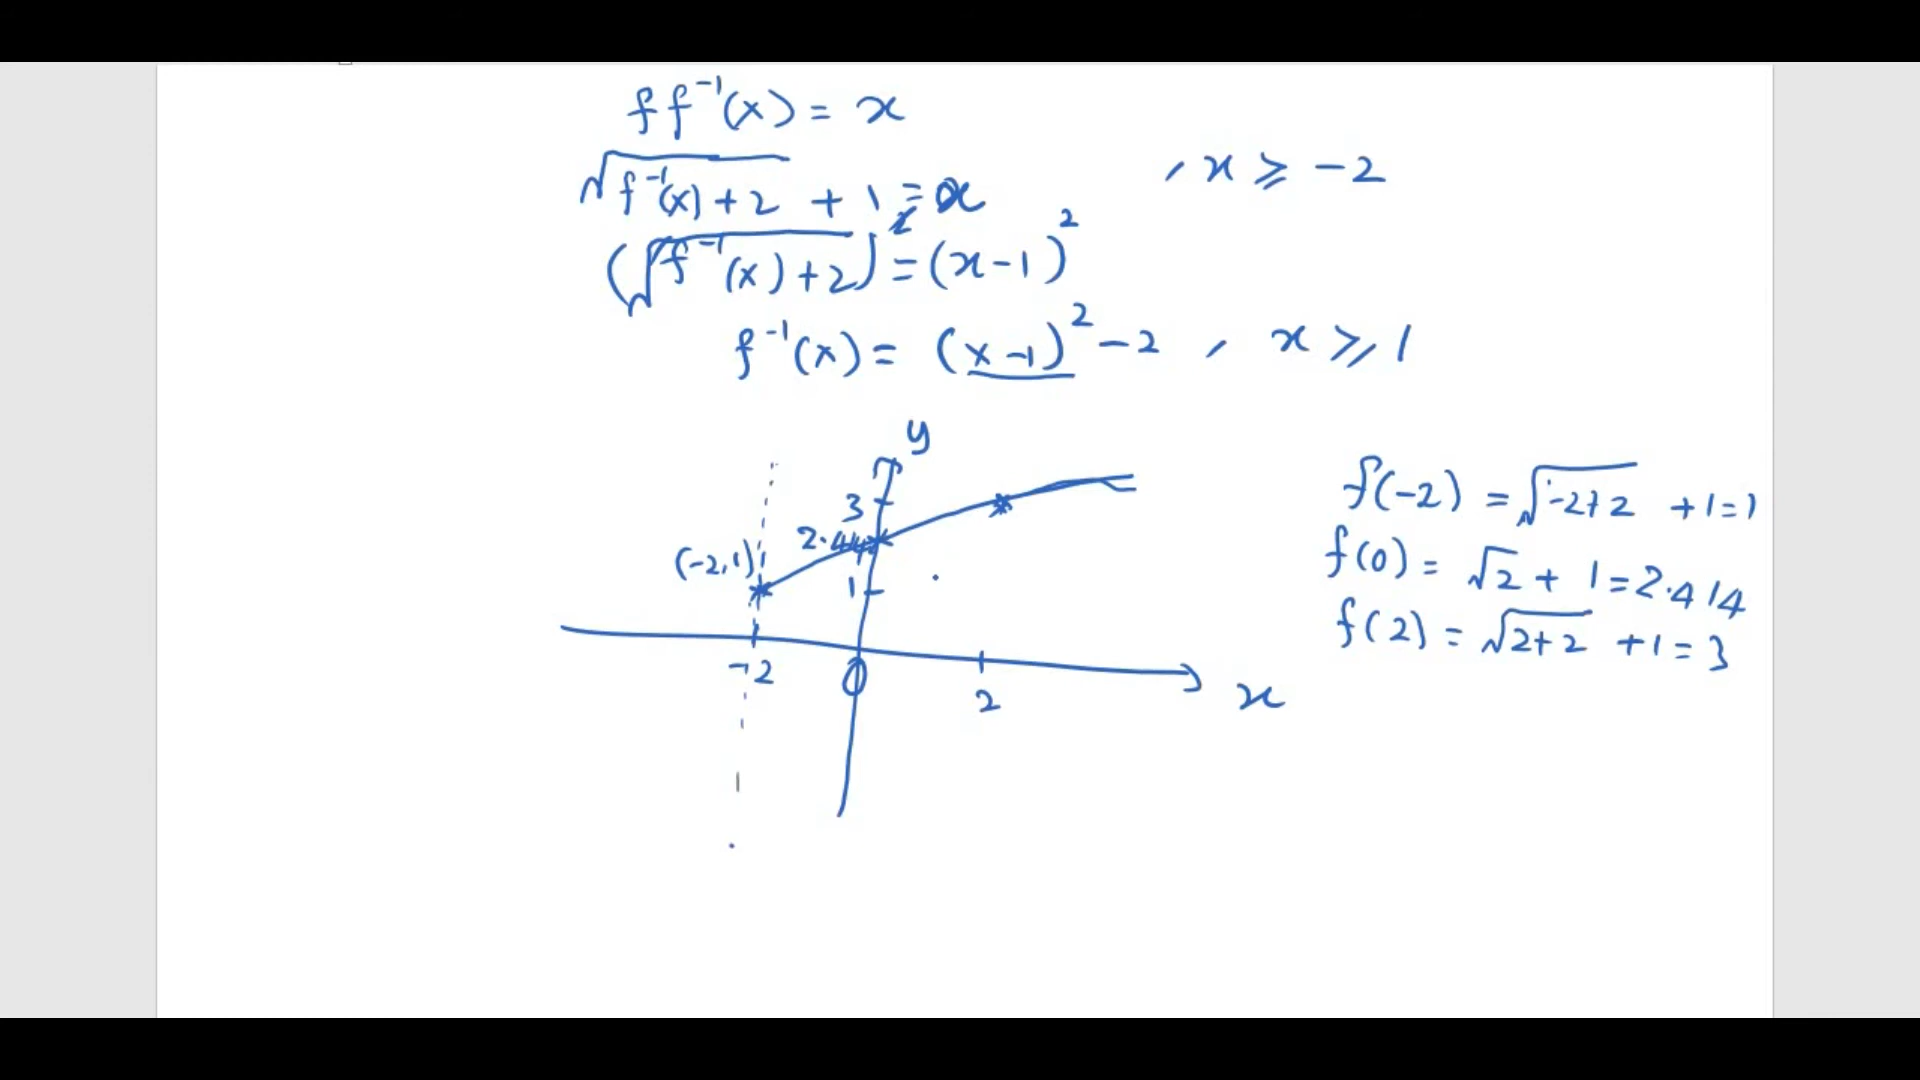 f f⁻¹(x) = x
√(f⁻¹(x) + 2) + 1 = x , x ⩾ -2
(√(f⁻¹(x) + 2))² = (x - 1)²
f⁻¹(x) = (x - 1)² - 2 , x ⩾ 1
y
3
2.414
(-2, 1)
1
-2
0
2
x
f(-2) = √(-2+2) + 1 = 1
f(0) = √2 + 1 = 2.414
f(2) = √(2+2) + 1 = 3